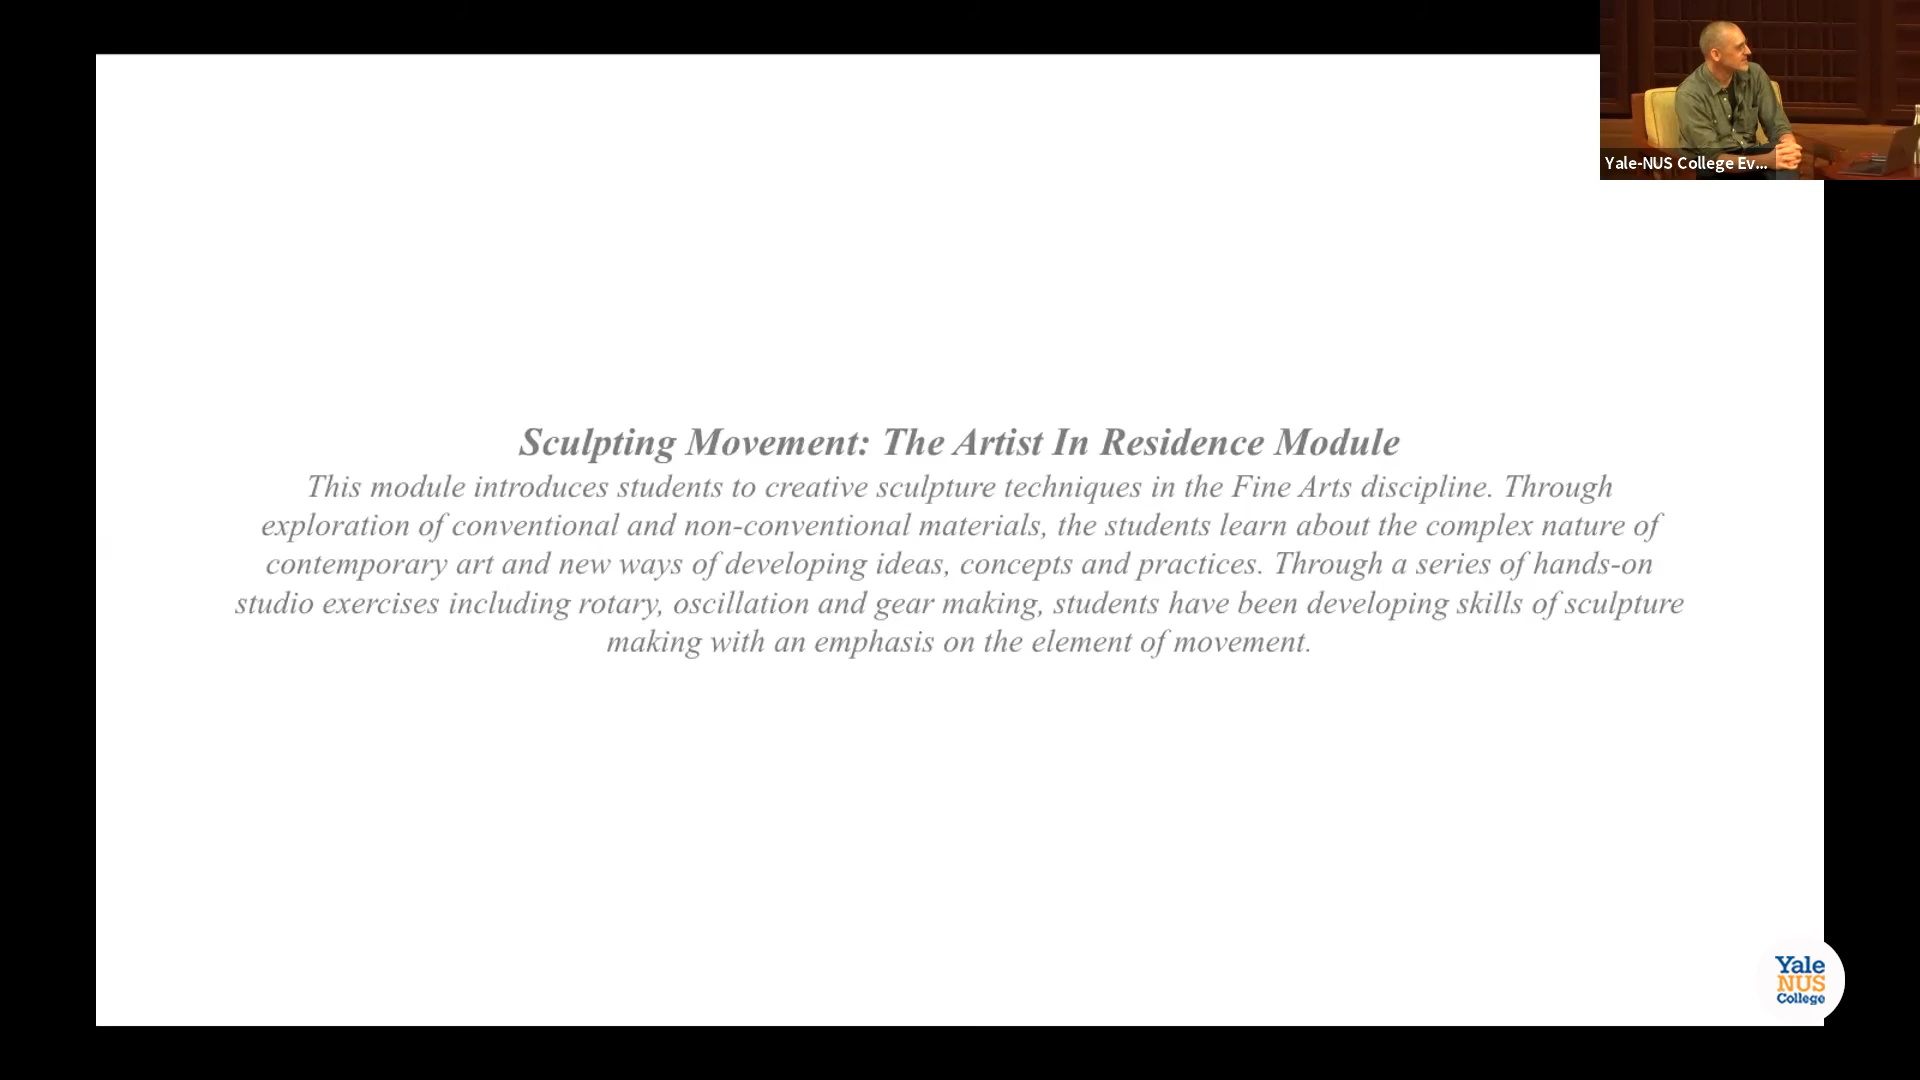 Yale-NUS College Ev...
Sculpting Movement: The Artist In Residence Module
This module introduces students to creative sculpture techniques in the Fine Arts discipline. Through
exploration of conventional and non-conventional materials, the students learn about the complex nature of
contemporary art and new ways of developing ideas, concepts and practices. Through a series of hands-on
studio exercises including rotary, oscillation and gear making, students have been developing skills of sculpture
making with an emphasis on the element of movement.
Yale
NUS
College